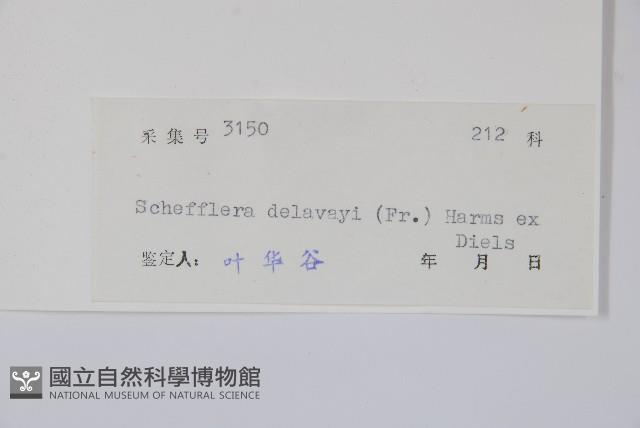 采集号 3150 212 科
Schefflera delavayi (Fr.) Harms ex
Diels
鉴定人: 叶华谷 年 月 日
國立自然科學博物館
NATIONAL MUSEUM OF NATURAL SCIENCE